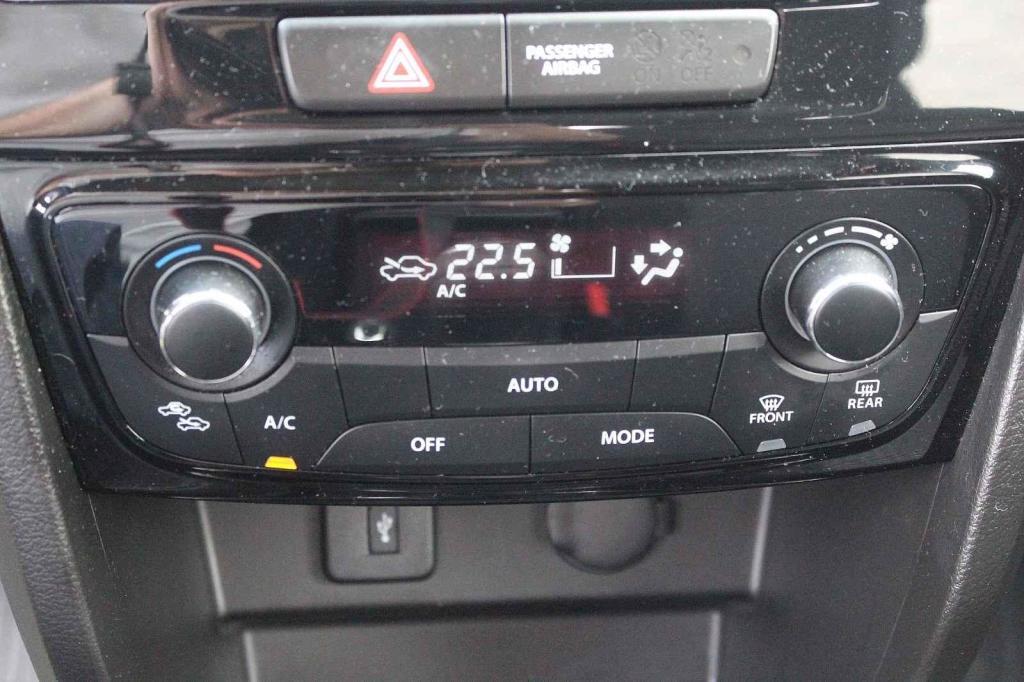 PASSENGER
AIRBAG
ON OFF
22.5
A/C
AUTO
A/C
OFF
MODE
FRONT
REAR